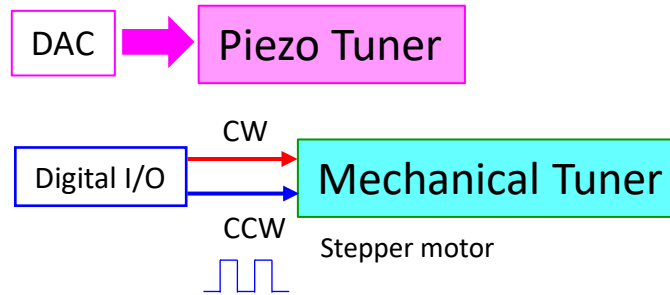 DAC
Piezo Tuner
CW
Digital I/O
Mechanical Tuner
CCW
Stepper motor